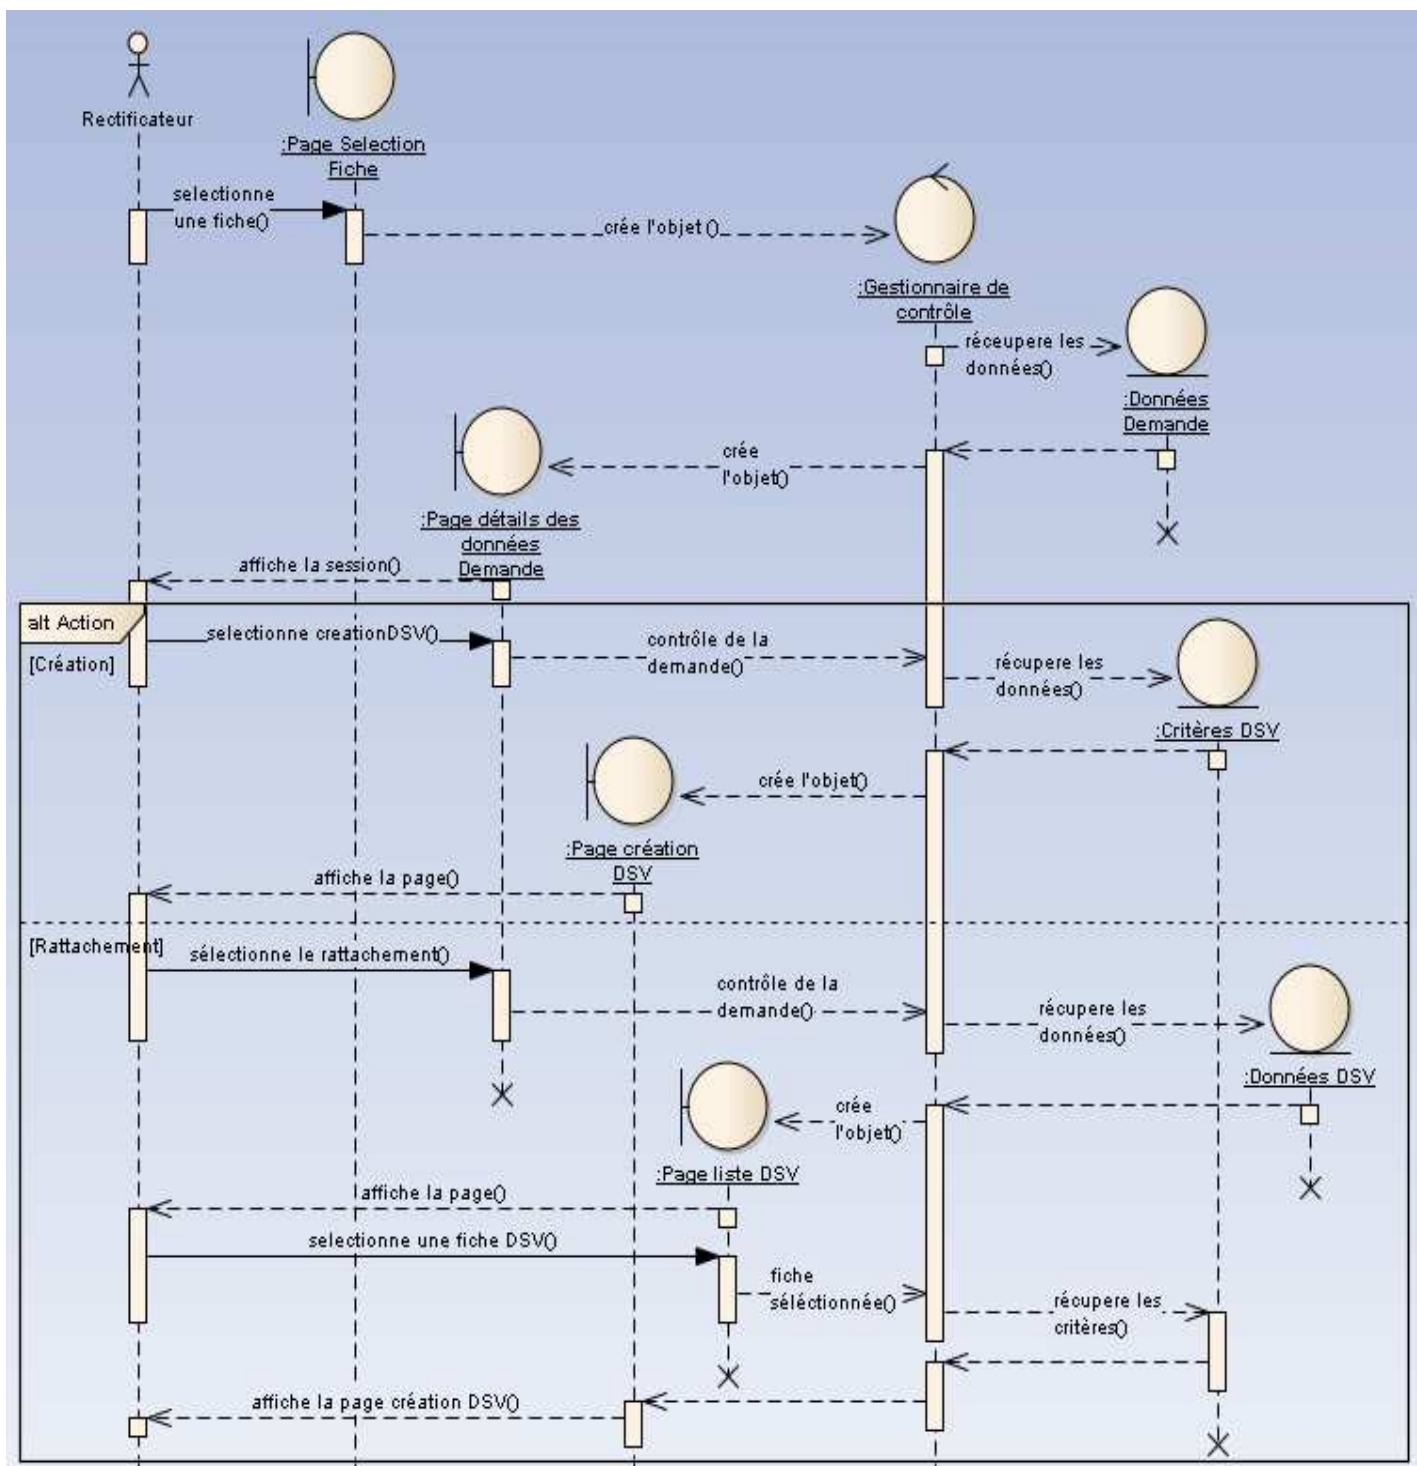 Rectificateur
:Page Selection
Fiche
selectionne
une fiche()
crée l'objet ()
:Gestionnaire de
contrôle
réceupere les
données()
:Données
Demande
crée
l'objet()
:Page détails des
données
Demande
affiche la session()
alt Action
[Création]
selectionne creationDSV()
contrôle de la
demande()
récupere les
données()
:Critères DSV
crée l'objet()
:Page création
DSV
affiche la page()
[Rattachement]
sélectionne le rattachement()
contrôle de la
demande()
récupere les
données()
:Données DSV
crée
l'objet()
:Page liste DSV
affiche la page()
selectionne une fiche DSV()
fiche
séléctionnée()
récupere les
critères()
affiche la page création DSV()